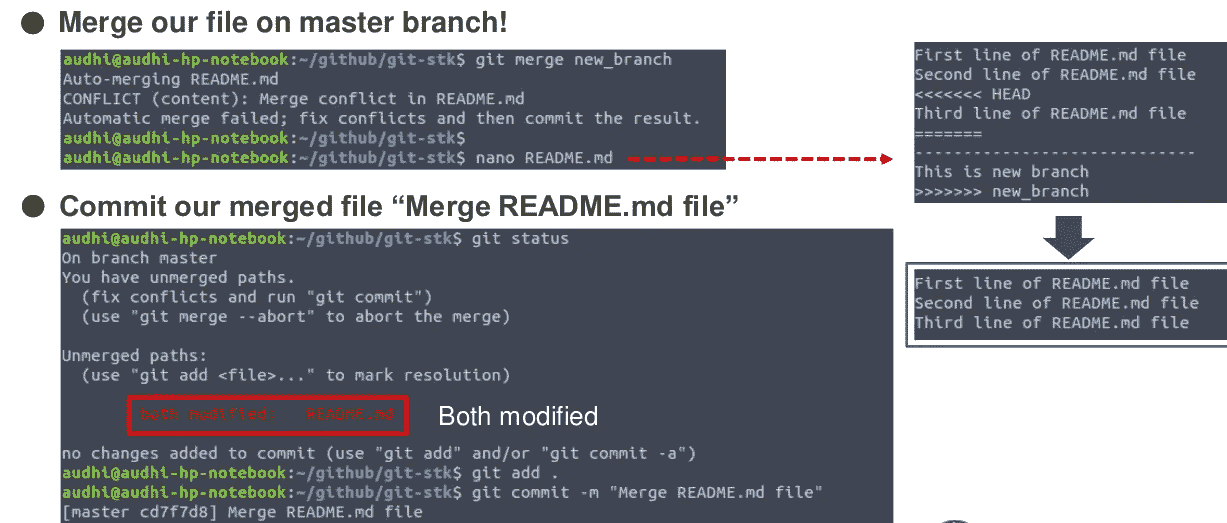 Merge our file on master branch!
audhi@audhi-hp-notebook:~/github/git-stk$ git merge new_branch
Auto-merging README.md
CONFLICT (content): Merge conflict in README.md
Automatic merge failed; fix conflicts and then commit the result.
audhi@audhi-hp-notebook:~/github/git-stk$
audhi@audhi-hp-notebook:~/github/git-stk$ nano README.md
First line of README.md file
Second line of README.md file
<<<<<<< HEAD
Third line of README.md file
=======
-----------------------------
This is new branch
>>>>>>> new_branch
Commit our merged file “Merge README.md file”
audhi@audhi-hp-notebook:~/github/git-stk$ git status
On branch master
You have unmerged paths.
(fix conflicts and run "git commit")
(use "git merge --abort" to abort the merge)
Unmerged paths:
(use "git add <file>..." to mark resolution)
both modified: README.md
Both modified
no changes added to commit (use "git add" and/or "git commit -a")
audhi@audhi-hp-notebook:~/github/git-stk$ git add .
audhi@audhi-hp-notebook:~/github/git-stk$ git commit -m "Merge README.md file"
[master cd7f7d8] Merge README.md file
First line of README.md file
Second line of README.md file
Third line of README.md file